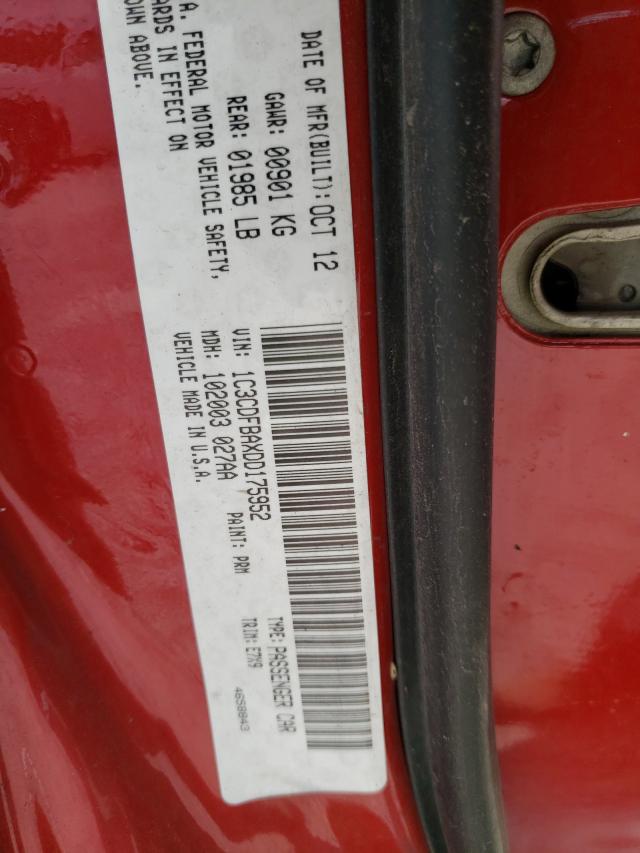 DATE OF MFR(BUILT): OCT 12
GAWR: 00901 KG
REAR: 01985 LB
A. FEDERAL MOTOR VEHICLE SAFETY,
ARDS IN EFFECT ON
OWN ABOVE.
VIN: 1C3CDFBAXDD175952
TYPE: PASSENGER CAR
MDH: 102003 027AA
PAINT: PRM
TRIM: E7X9
VEHICLE MADE IN U.S.A.
46S8843